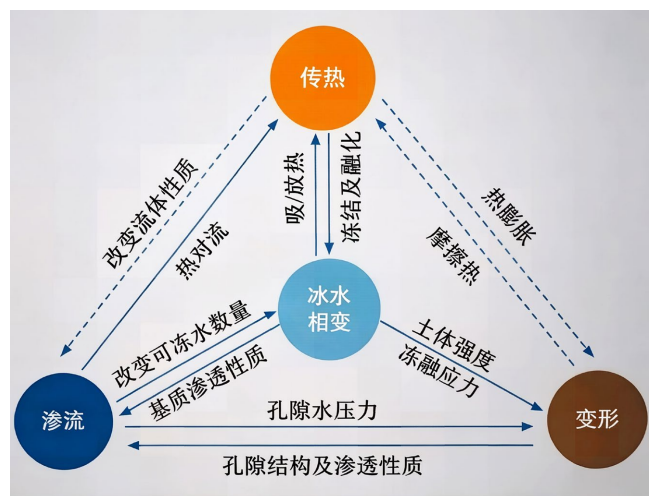 传热
改变流体性质
热对流
吸/放热
冻结及融化
热膨胀
摩擦热
冰水
相变
改变可冻水数量
基质渗透性质
土体强度
冻融应力
渗流
孔隙水压力
变形
孔隙结构及渗透性质